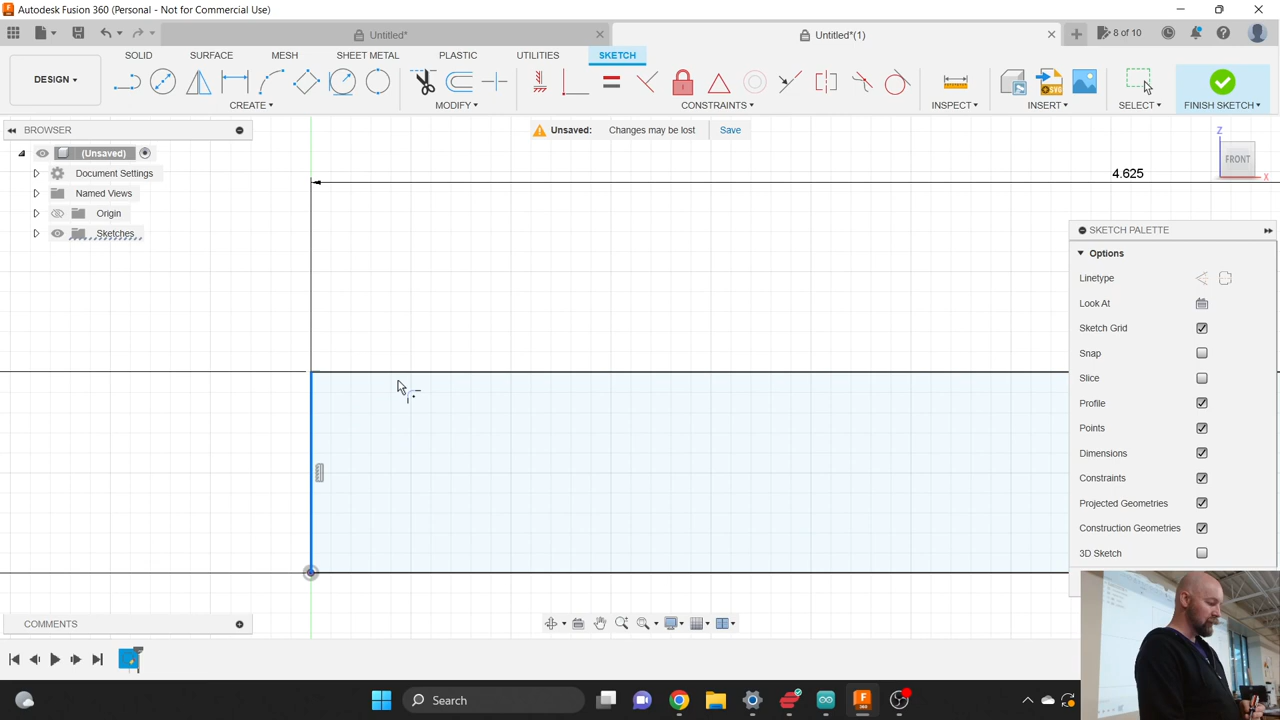 Autodesk Fusion 360 (Personal - Not for Commercial Use)
Untitled*
Untitled*(1)
8 of 10
DESIGN
SOLID
SURFACE
MESH
SHEET METAL
PLASTIC
UTILITIES
SKETCH
CREATE
MODIFY
CONSTRAINTS
INSPECT
INSERT
SELECT
FINISH SKETCH
SVG
BROWSER
Unsaved: Changes may be lost Save
(Unsaved)
Document Settings
Named Views
Origin
Sketches
4.625
Z
FRONT
X
SKETCH PALETTE
Options
Linetype
Look At
Sketch Grid
Snap
Slice
Profile
Points
Dimensions
Constraints
Projected Geometries
Construction Geometries
3D Sketch
COMMENTS
Search
F
360